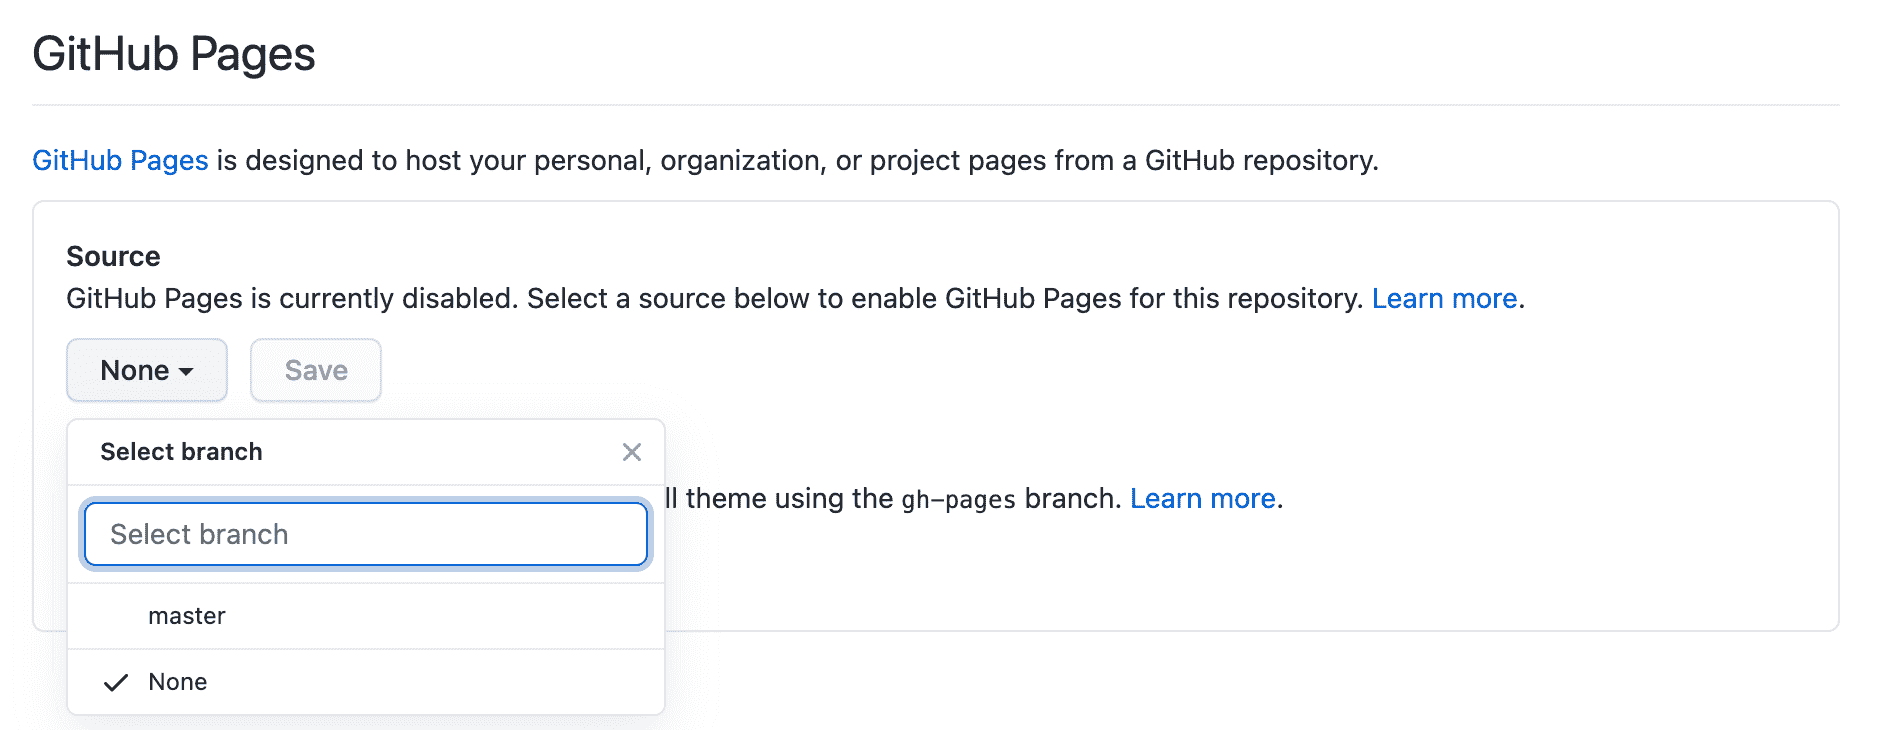 GitHub Pages
GitHub Pages is designed to host your personal, organization, or project pages from a GitHub repository.
Source
GitHub Pages is currently disabled. Select a source below to enable GitHub Pages for this repository. Learn more.
None Save
Select branch
theme using the gh-pages branch. Learn more.
Select branch
master
None